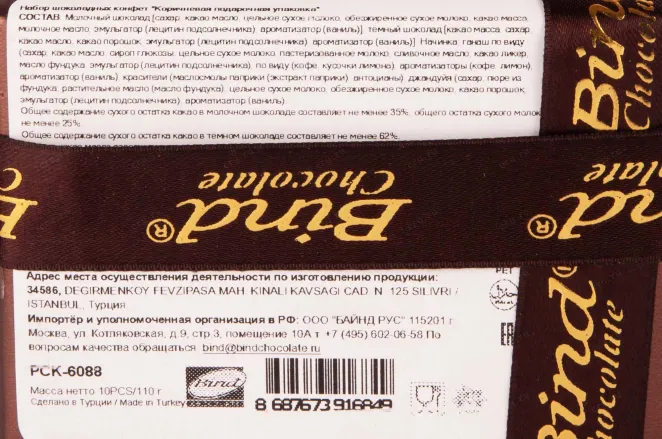 Набор шоколадных конфет "Коричневая подарочная упаковка"
СОСТАВ: Молочный шоколад [сахар, какао масло, цельное сухое молоко, обезжиренное сухое молоко, какао масса,
молочное масло, эмульгатор (лецитин подсолнечника), ароматизатор (ваниль)], темный шоколад [какао масса, сахар,
какао масло, какао порошок, эмульгатор (лецитин подсолнечника), ароматизатор (ваниль)] Начинка: ганаш по виду
(сахар, какао масло, сироп глюкозы, цельное сухое молоко, пастеризованное молоко, сливочное масло, какао ликер,
масло фундука, эмульгатор (лецитин подсолнечника), по виду (кофе, кусочки лимона), ароматизаторы (кофе, лимон),
ароматизатор (ваниль), красители (маслосмолы паприки (экстракт паприки), антоцианы), джандуйя (сахар, пюре из
фундука, растительное масло (масло фундука), цельное сухое молоко, обезжиренное сухое молоко, какао порошок,
эмульгатор (лецитин подсолнечника), ароматизатор (ваниль)
Общее содержание сухого остатка какао в молочном шоколаде составляет не менее 35%, общего остатка сухого молока
не менее 25%.
Общее содержание сухого остатка какао в темном шоколаде составляет не менее 62%.
Bind
Chocolate
Bind®
Chocolate
Bind
Chocolate
Bind
Адрес места осуществления деятельности по изготовлению продукции:
34586, DEGIRMENKOY FEVZIPASA MAH. KINALI KAVSAGI CAD. N: 125 SILIVRI /
ISTANBUL, Турция
Импортёр и уполномоченная организация в РФ: ООО "БАЙНД РУС" 115201 г.
Москва, ул. Котляковская, д.9, стр.3, помещение 10А т. +7 (495) 602-06-58 По
вопросам качества обращаться: bind@bindchocolate.ru
PCK-6088
Масса нетто 10PCS/110 г
Сделано в Турции / Made in Turkey
Bind
8 687673 916849
PET
EAC
Bind®
Chocolate